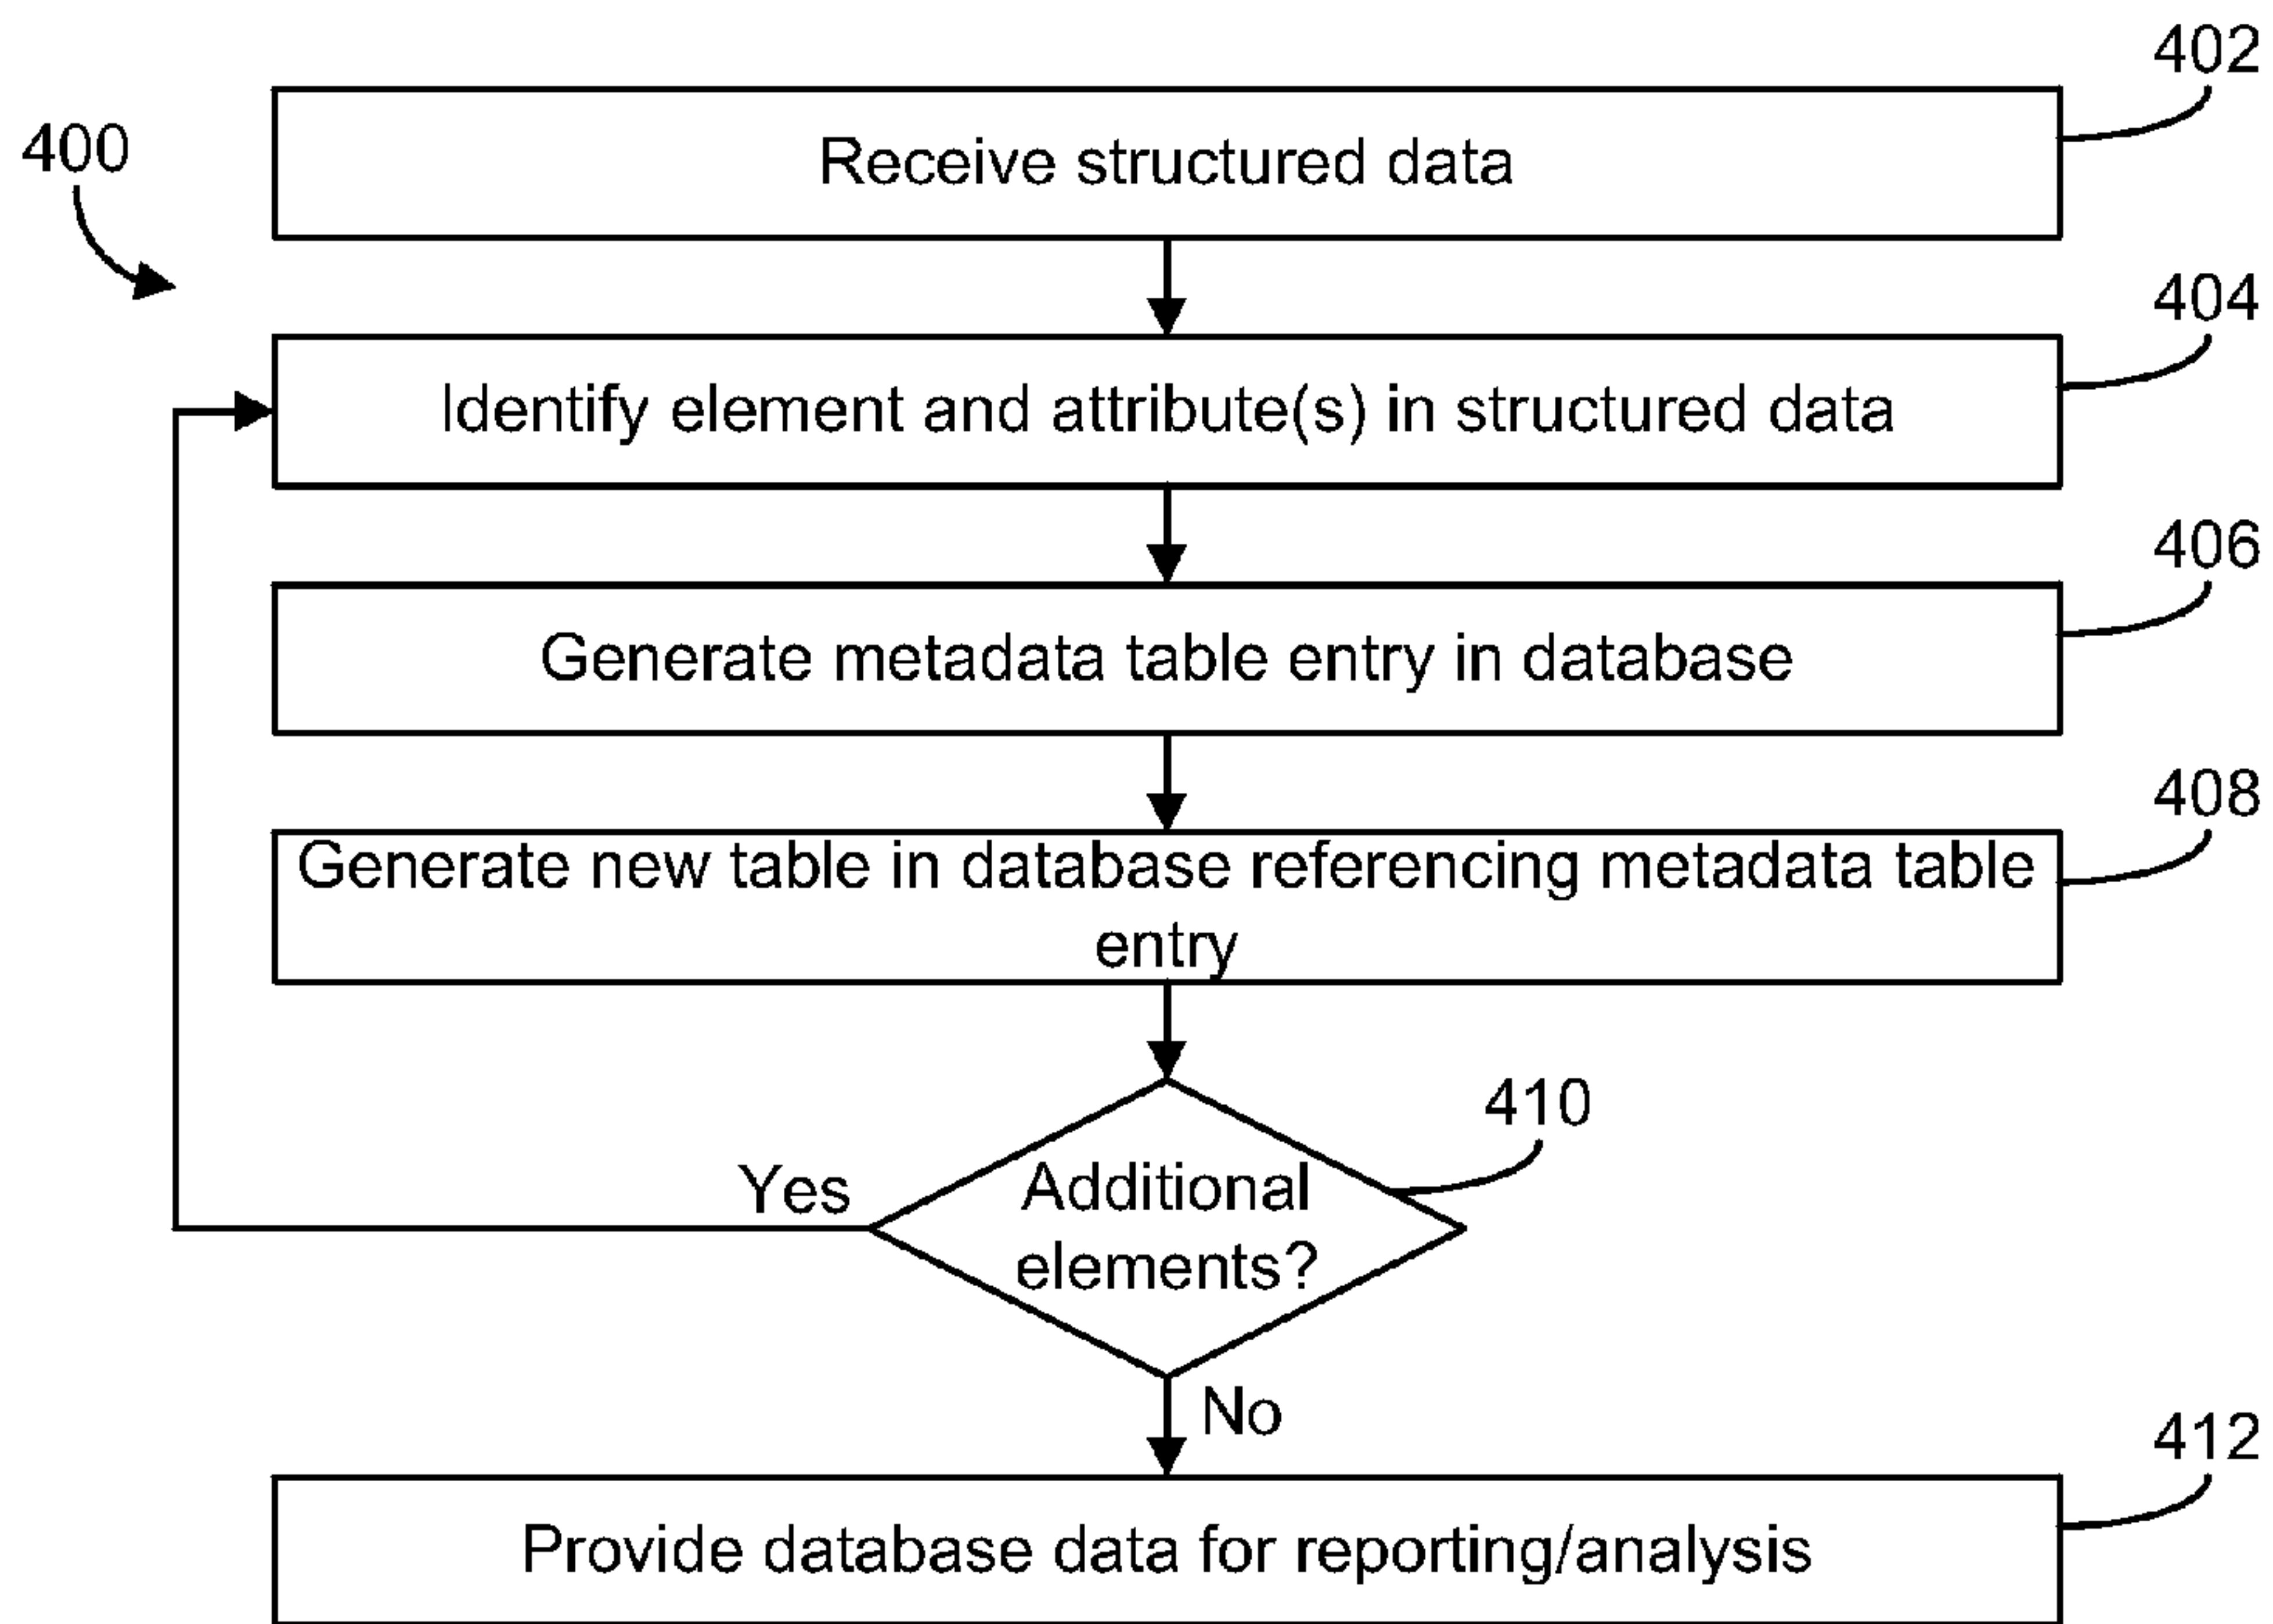 402
400
Receive structured data
404
Identify element and attribute(s) in structured data
406
Generate metadata table entry in database
408
Generate new table in database referencing metadata table
entry
410
Yes
Additional
elements?
No
412
Provide database data for reporting/analysis